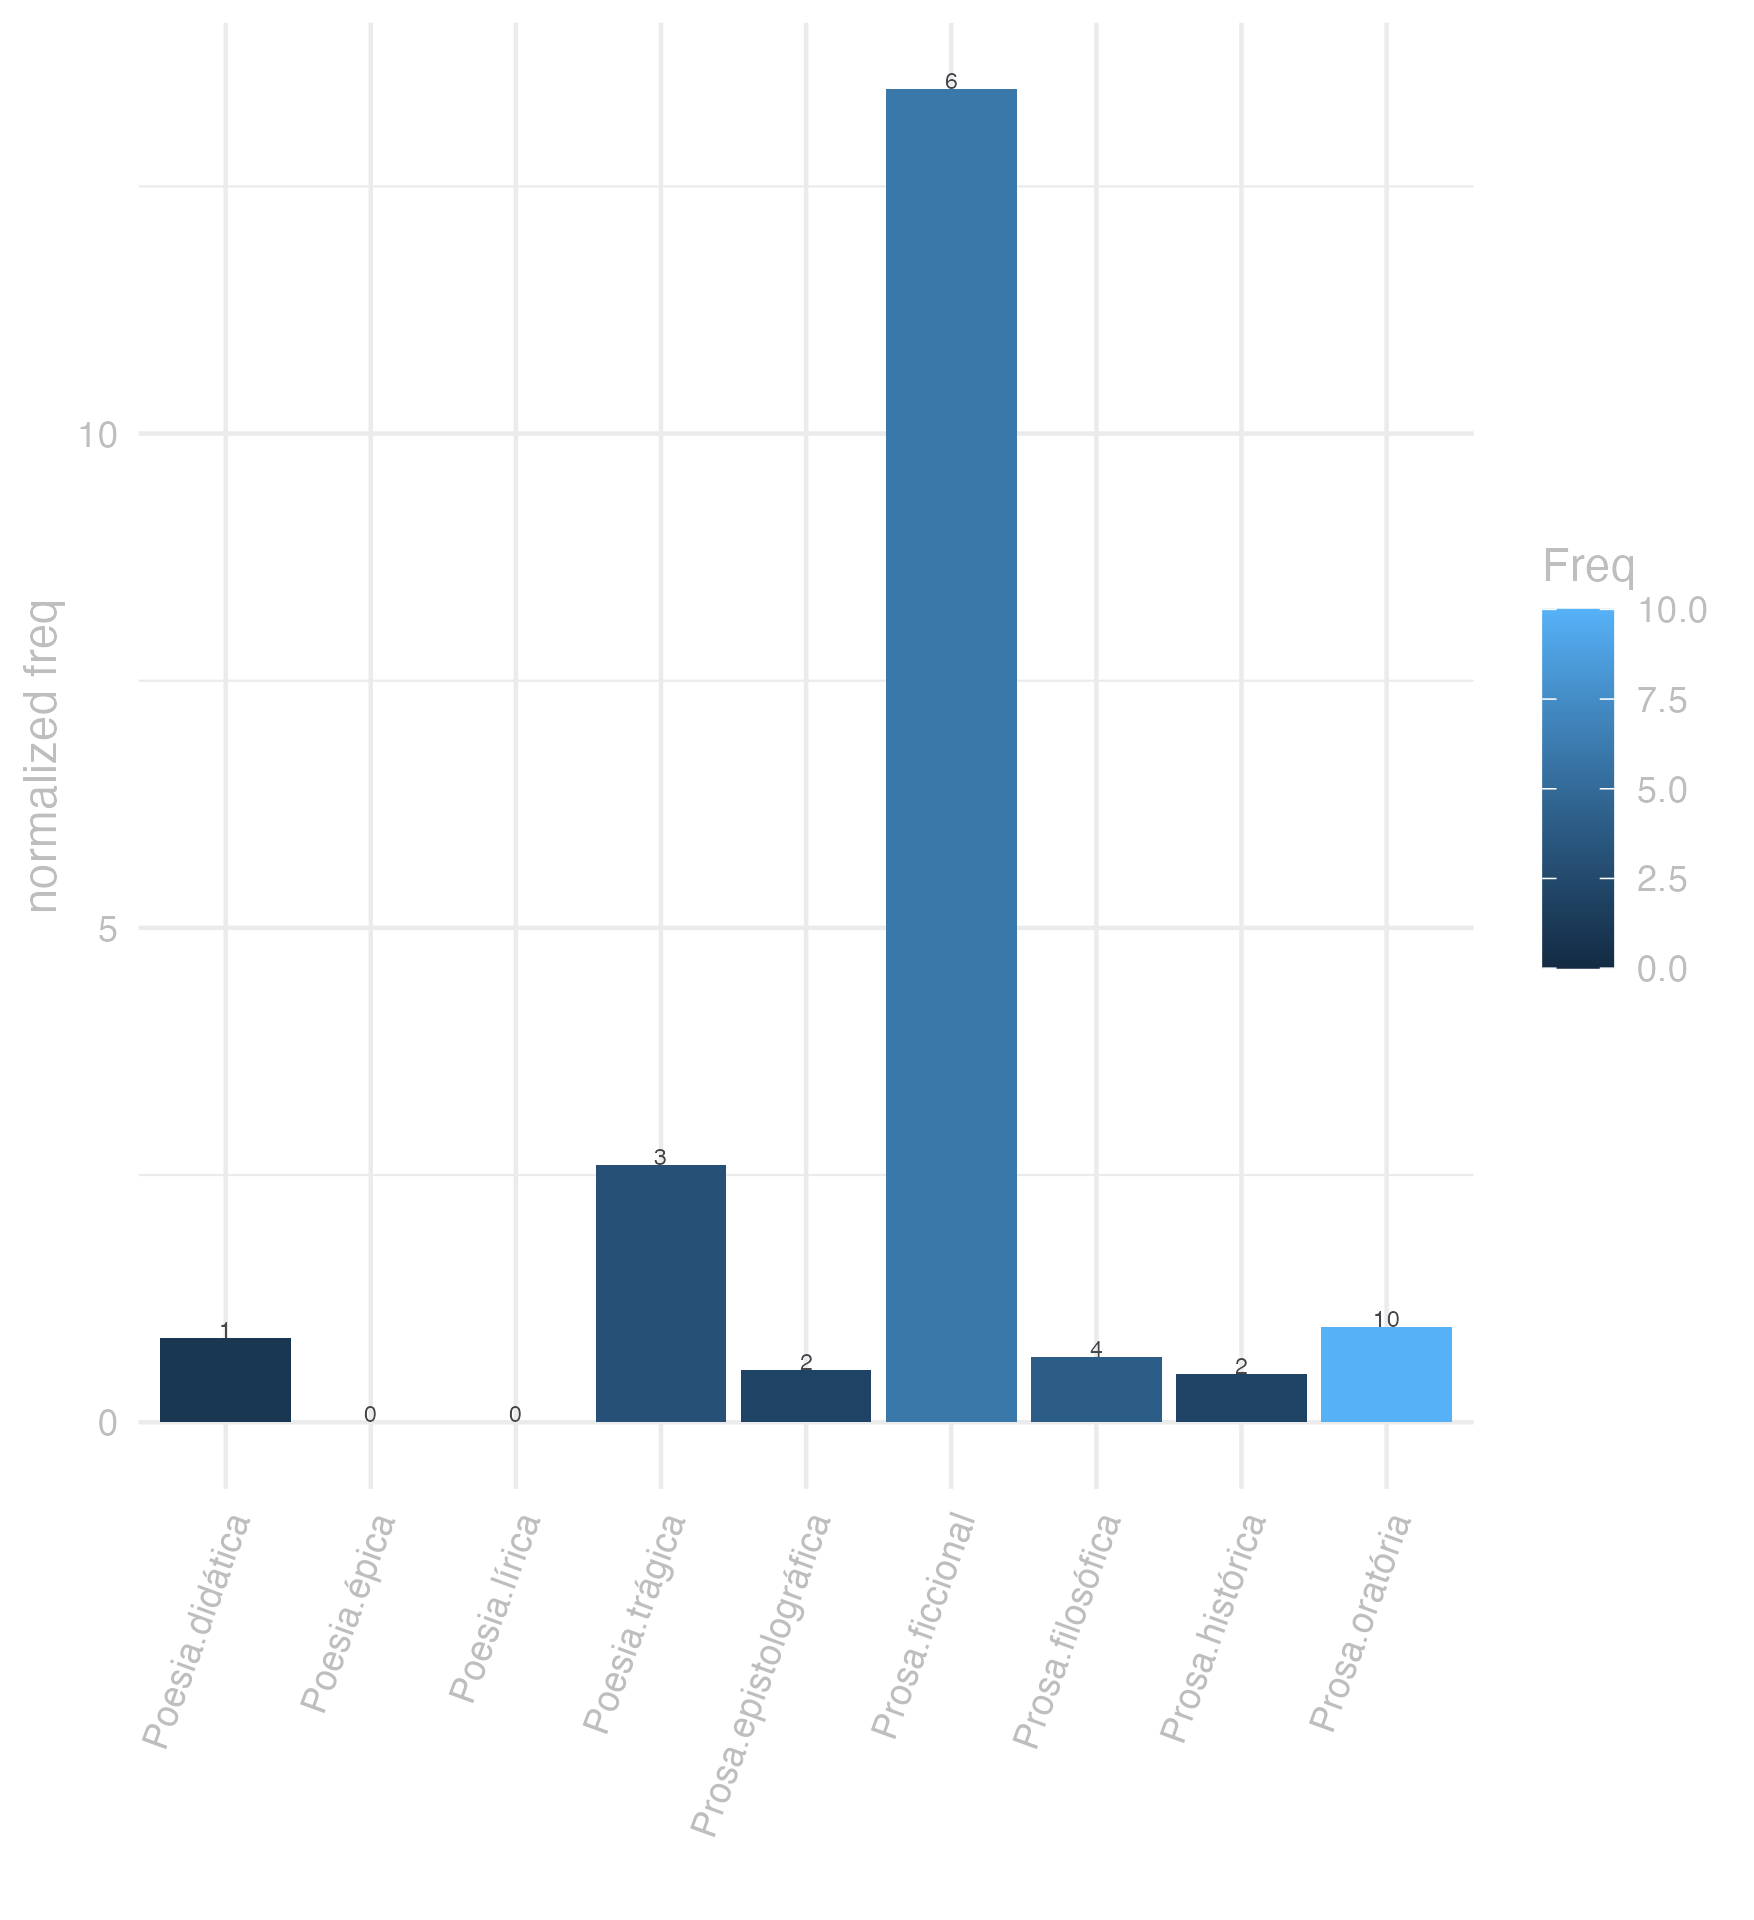 normalized freq
10
5
0
1
0
0
3
2
6
4
2
10
Poesia.didática
Poesia.épica
Poesia.lírica
Poesia.trágica
Prosa.epistolográfica
Prosa.ficcional
Prosa.filosófica
Prosa.histórica
Prosa.oratória
Freq
10.0
7.5
5.0
2.5
0.0